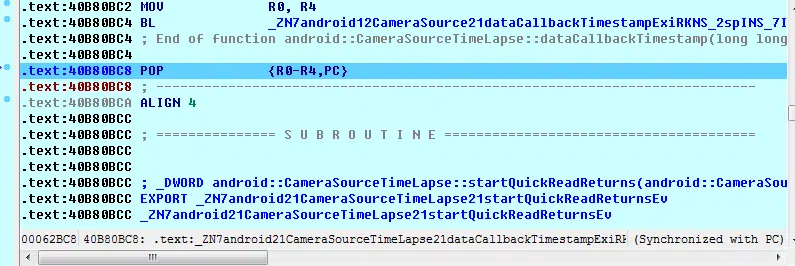 .text:40B80BC2 MOV R0, R4
.text:40B80BC4 BL _ZN7android12CameraSource21dataCallbackTimestampExiRKNS_2spINS_7I
.text:40B80BC4 ; End of function android::CameraSourceTimeLapse::dataCallbackTimestamp(long long
.text:40B80BC4
.text:40B80BC8 POP {R0-R4,PC}
.text:40B80BC8 ; ---------------------------------------------------------------------------
.text:40B80BCA ALIGN 4
.text:40B80BCC
.text:40B80BCC ; =============== S U B R O U T I N E =======================================
.text:40B80BCC
.text:40B80BCC
.text:40B80BCC ; _DWORD android::CameraSourceTimeLapse::startQuickReadReturns(android::CameraSou
.text:40B80BCC EXPORT _ZN7android21CameraSourceTimeLapse21startQuickReadReturnsEv
.text:40B80BCC _ZN7android21CameraSourceTimeLapse21startQuickReadReturnsEv
00062BC8 40B80BC8: .text:_ZN7android21CameraSourceTimeLapse21dataCallbackTimestampExiRK (Synchronized with PC)